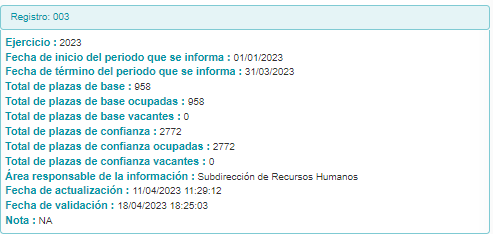 Registro: 003
Ejercicio : 2023
Fecha de inicio del periodo que se informa : 01/01/2023
Fecha de término del periodo que se informa : 31/03/2023
Total de plazas de base : 958
Total de plazas de base ocupadas : 958
Total de plazas de base vacantes : 0
Total de plazas de confianza : 2772
Total de plazas de confianza ocupadas : 2772
Total de plazas de confianza vacantes : 0
Área responsable de la información : Subdirección de Recursos Humanos
Fecha de actualización : 11/04/2023 11:29:12
Fecha de validación : 18/04/2023 18:25:03
Nota : NA